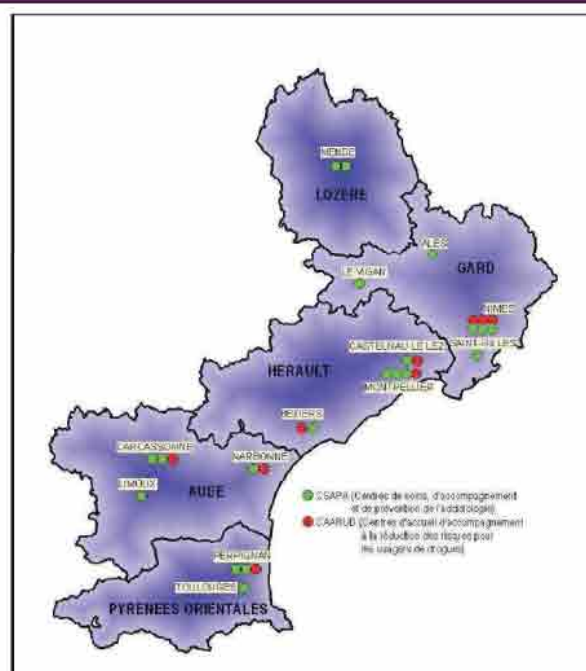 MENDE
LOZERE
ALES
LE VIGAN
GARD
NIMES
SAINT-GILLES
CASTELNAU LE LEZ
HERAULT
MONTPELLIER
BEZIERS
CARCASSONNE
NARBONNE
LIMOUX
AUDE
CSAPA (Centres de soins, d'accompagnement
et de prévention de l'addictologie)
CAARUD (Centres d'accueil d'accompagnement
à la réduction des risques pour
les usagers de drogues)
PERPIGNAN
TOULOUGES
PYRENEES ORIENTALES